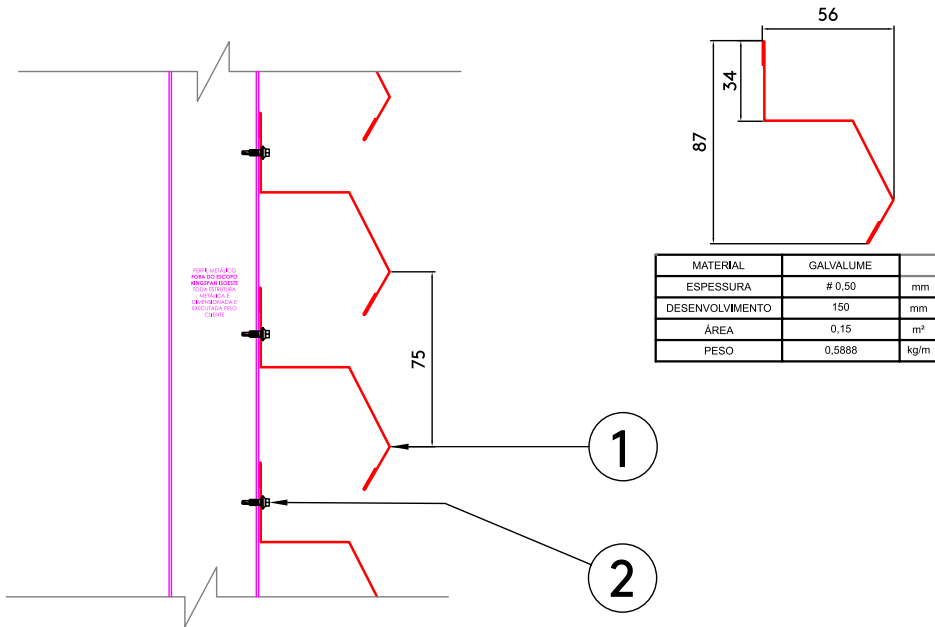 56
34
87
MATERIAL GALVALUME
ESPESSURA # 0,50 mm
DESENVOLVIMENTO 150 mm
ÁREA 0,15 m²
PESO 0,5888 kg/m
PERFIL METÁLICO
FORA DO ESCOPO
KINGSPAN ISOESTE
TODA ESTRUTURA
METÁLICA É
DIMENSIONADA E
EXECUTADA PELO
CLIENTE
75
1
2